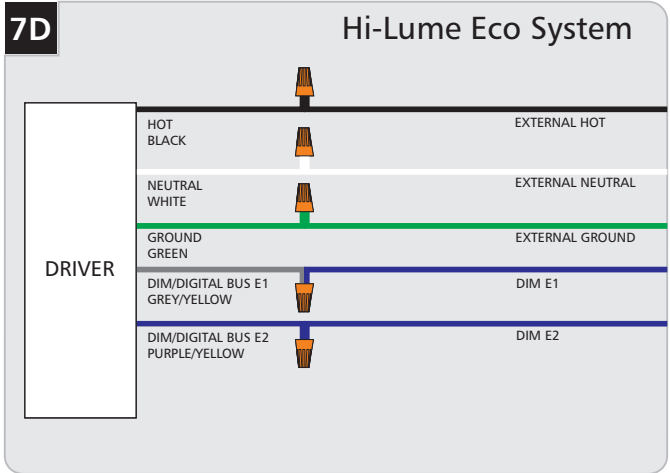 7D
Hi-Lume Eco System
HOT
BLACK
EXTERNAL HOT
NEUTRAL
WHITE
EXTERNAL NEUTRAL
GROUND
GREEN
EXTERNAL GROUND
DRIVER
DIM/DIGITAL BUS E1
GREY/YELLOW
DIM E1
DIM/DIGITAL BUS E2
PURPLE/YELLOW
DIM E2